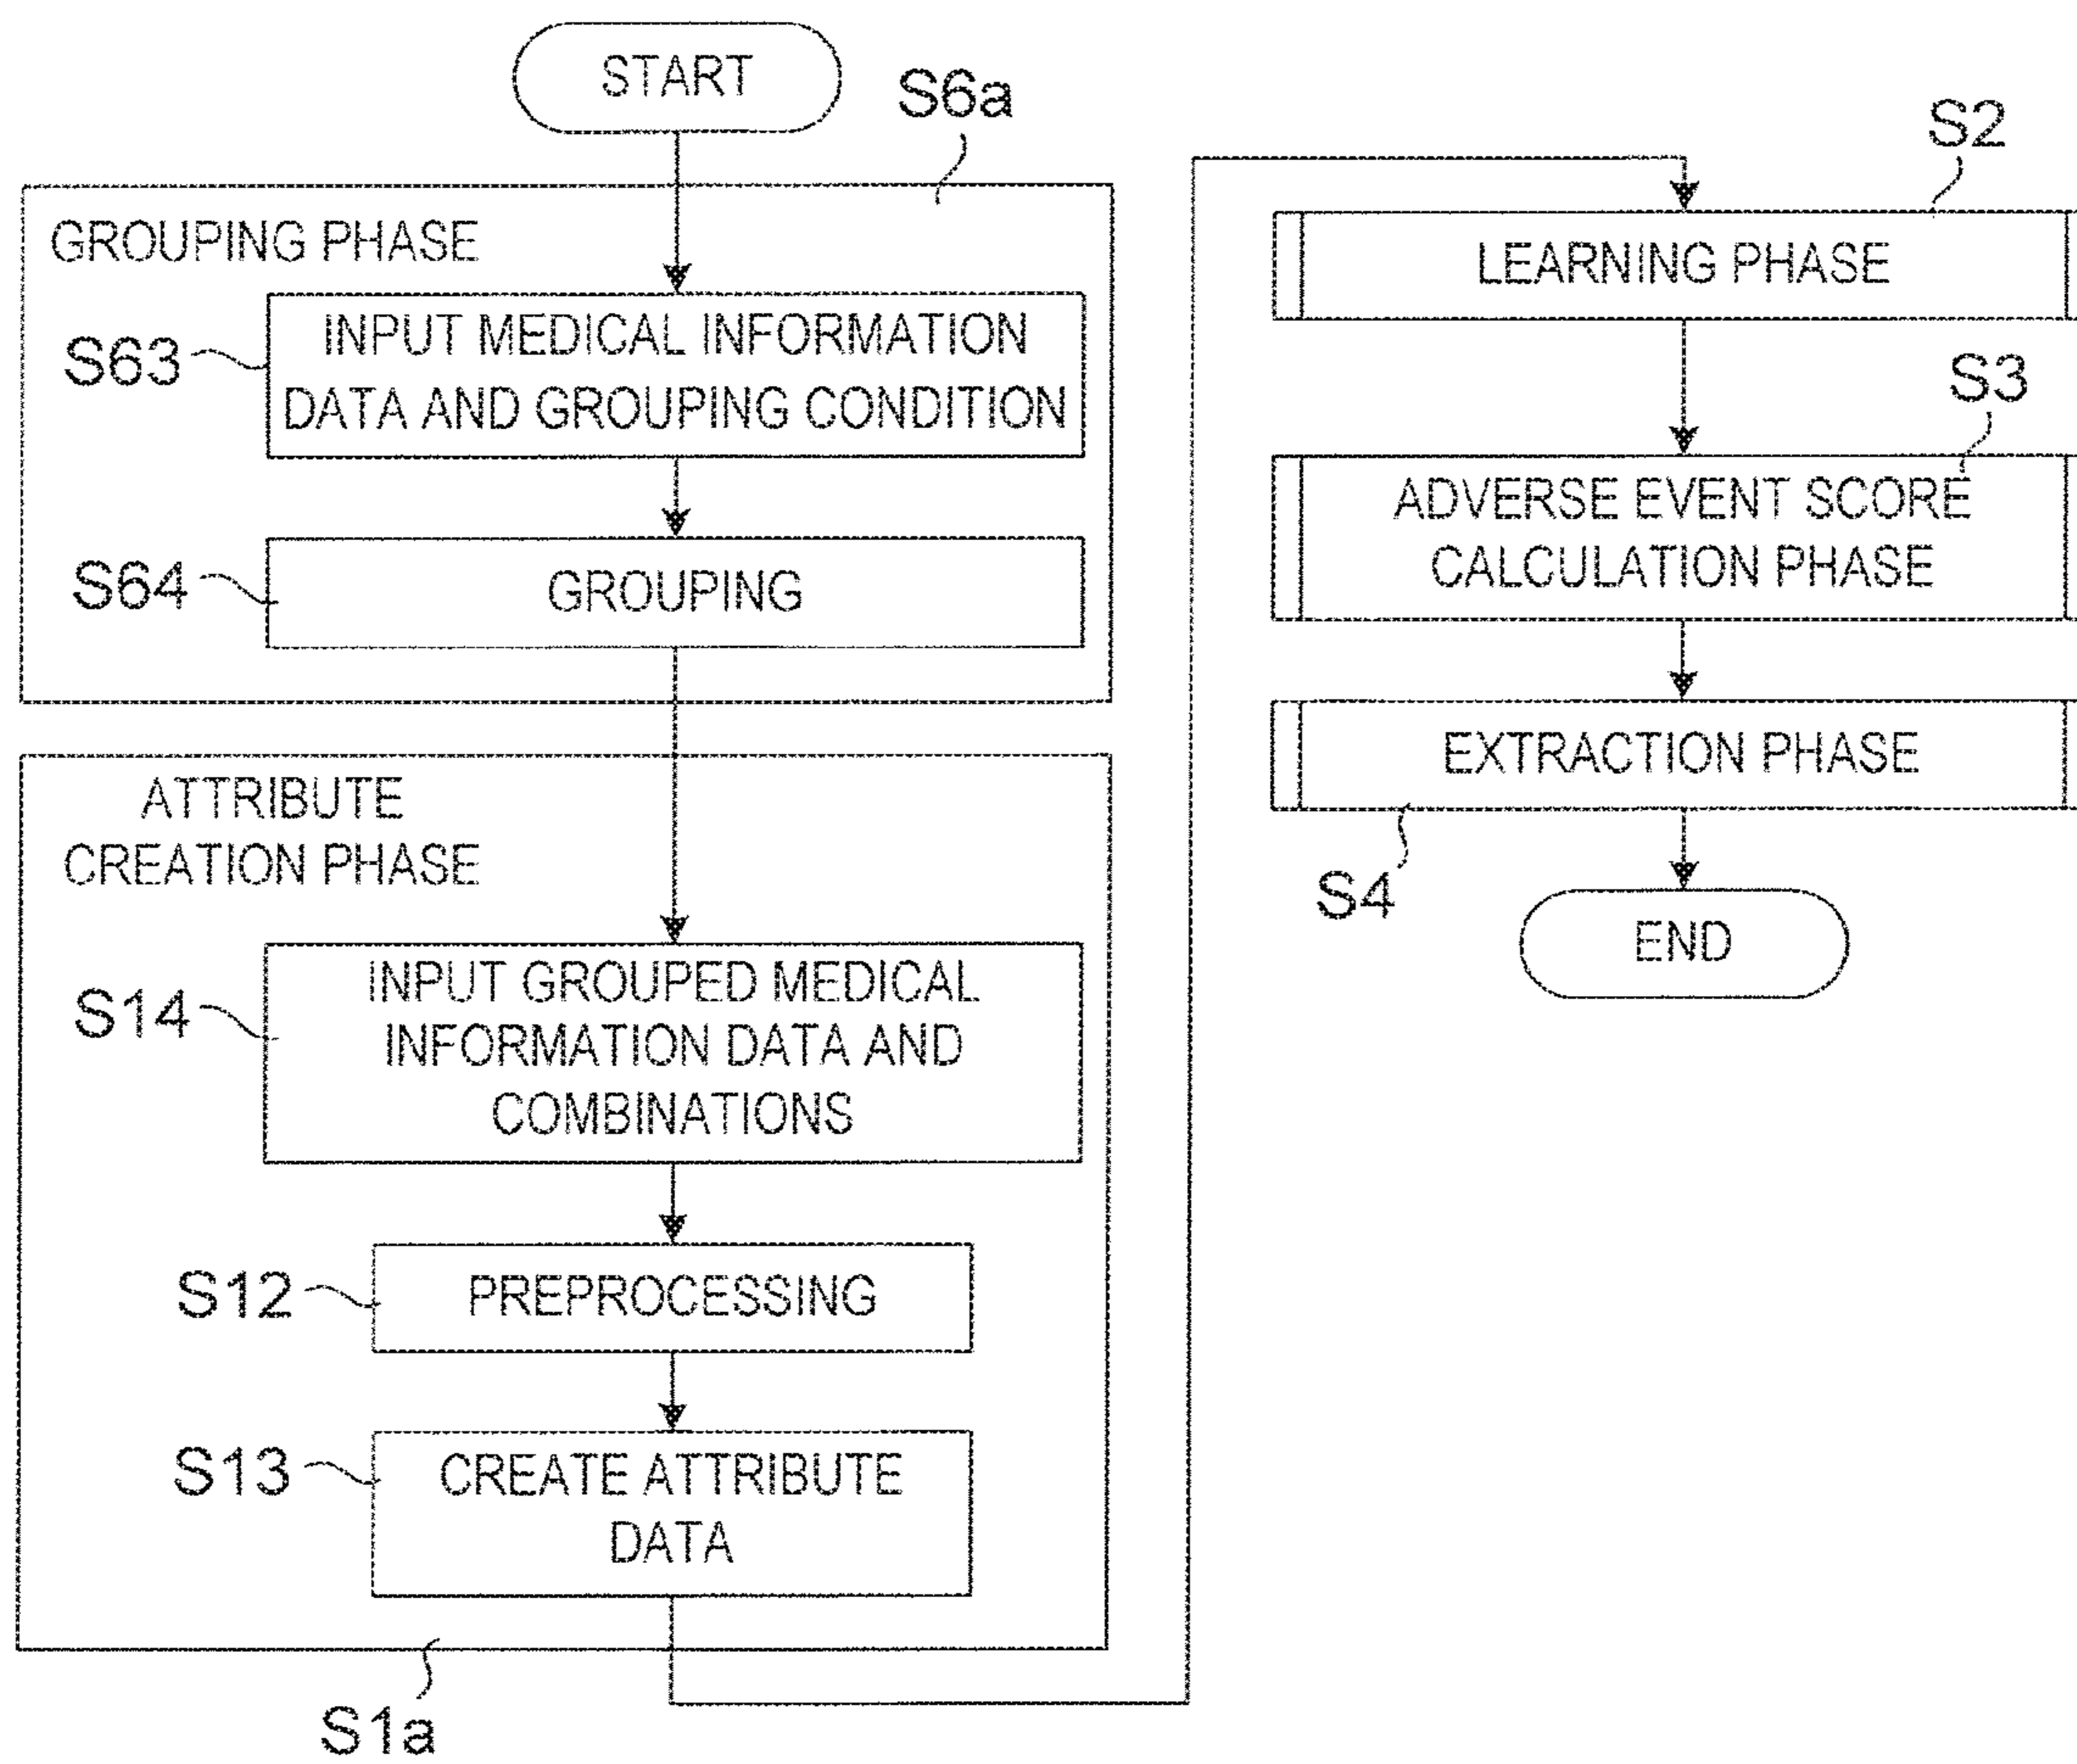 START
S6a
GROUPING PHASE
S63
INPUT MEDICAL INFORMATION
DATA AND GROUPING CONDITION
S64
GROUPING
ATTRIBUTE
CREATION PHASE
S14
INPUT GROUPED MEDICAL
INFORMATION DATA AND
COMBINATIONS
S12
PREPROCESSING
S13
CREATE ATTRIBUTE
DATA
S1a
S2
LEARNING PHASE
S3
ADVERSE EVENT SCORE
CALCULATION PHASE
EXTRACTION PHASE
S4
END